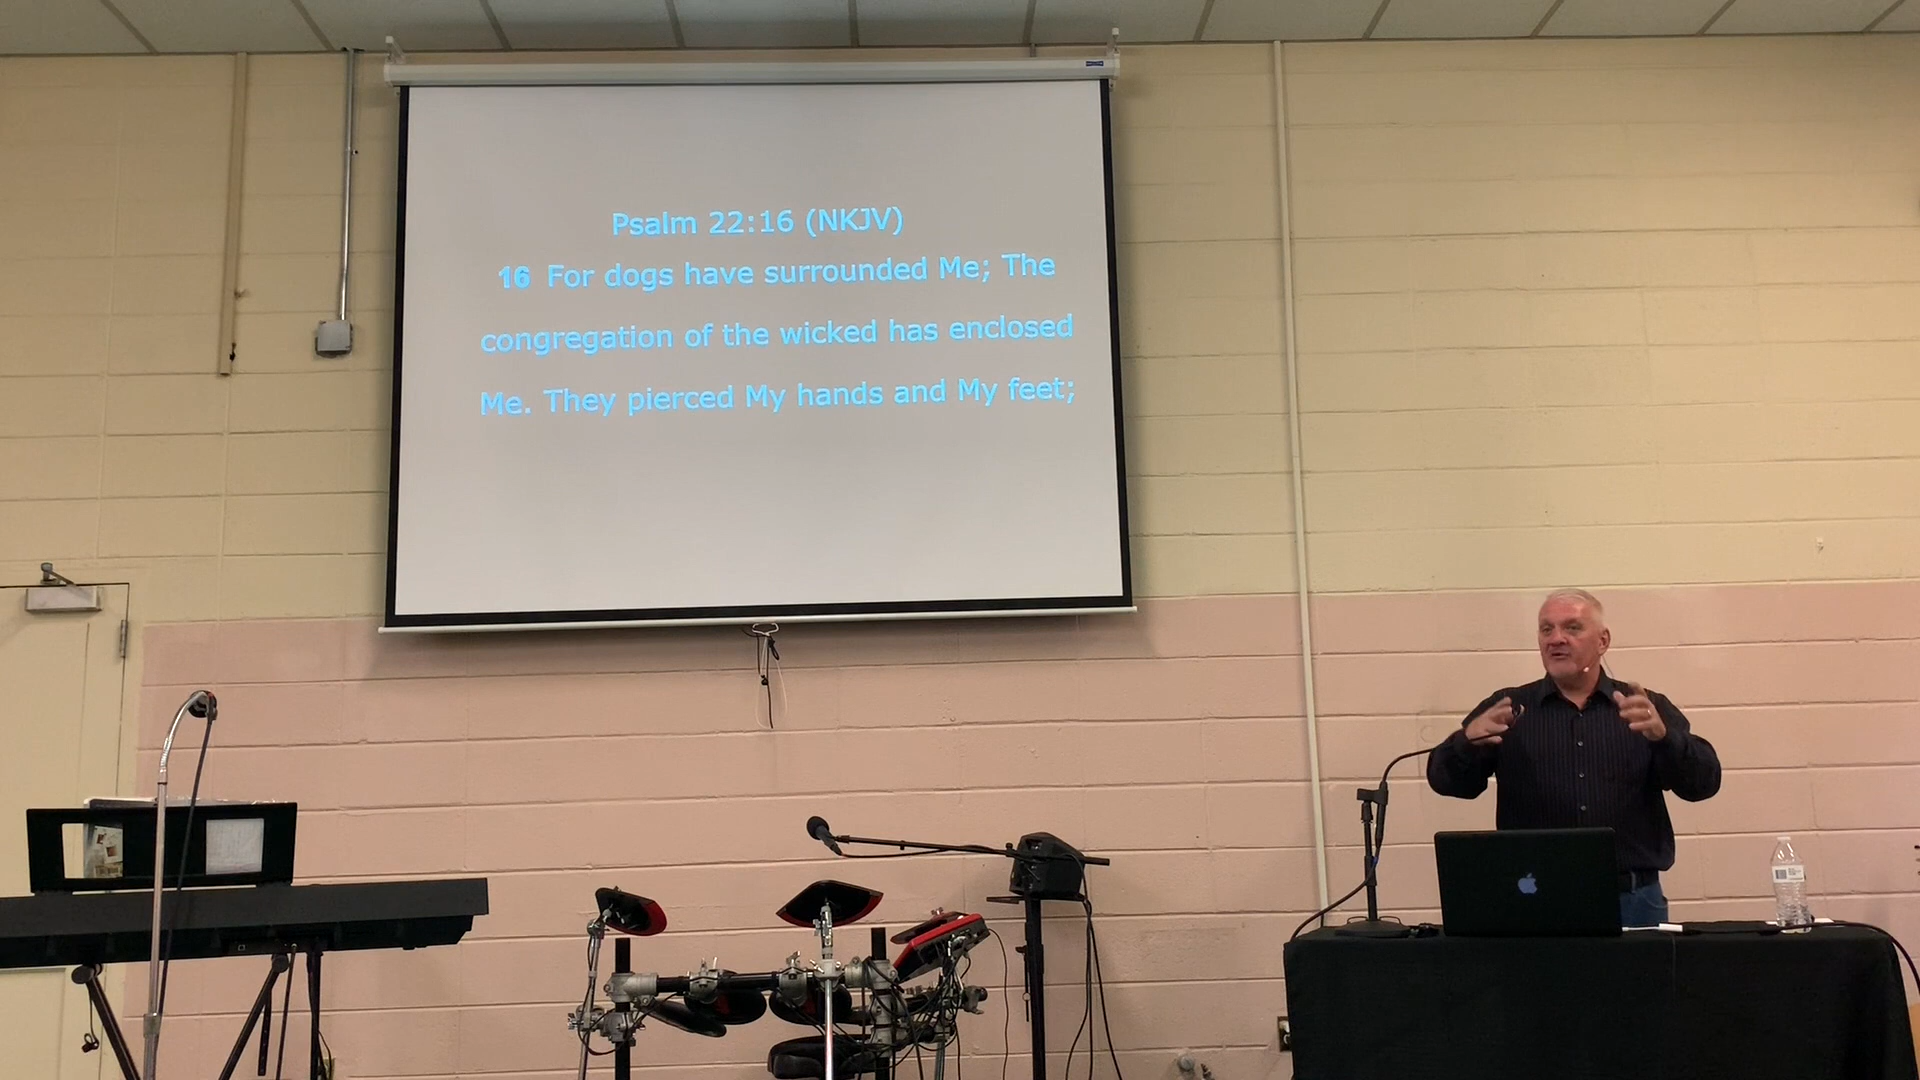 Psalm 22:16 (NKJV)
16 For dogs have surrounded Me; The
congregation of the wicked has enclosed
Me. They pierced My hands and My feet;